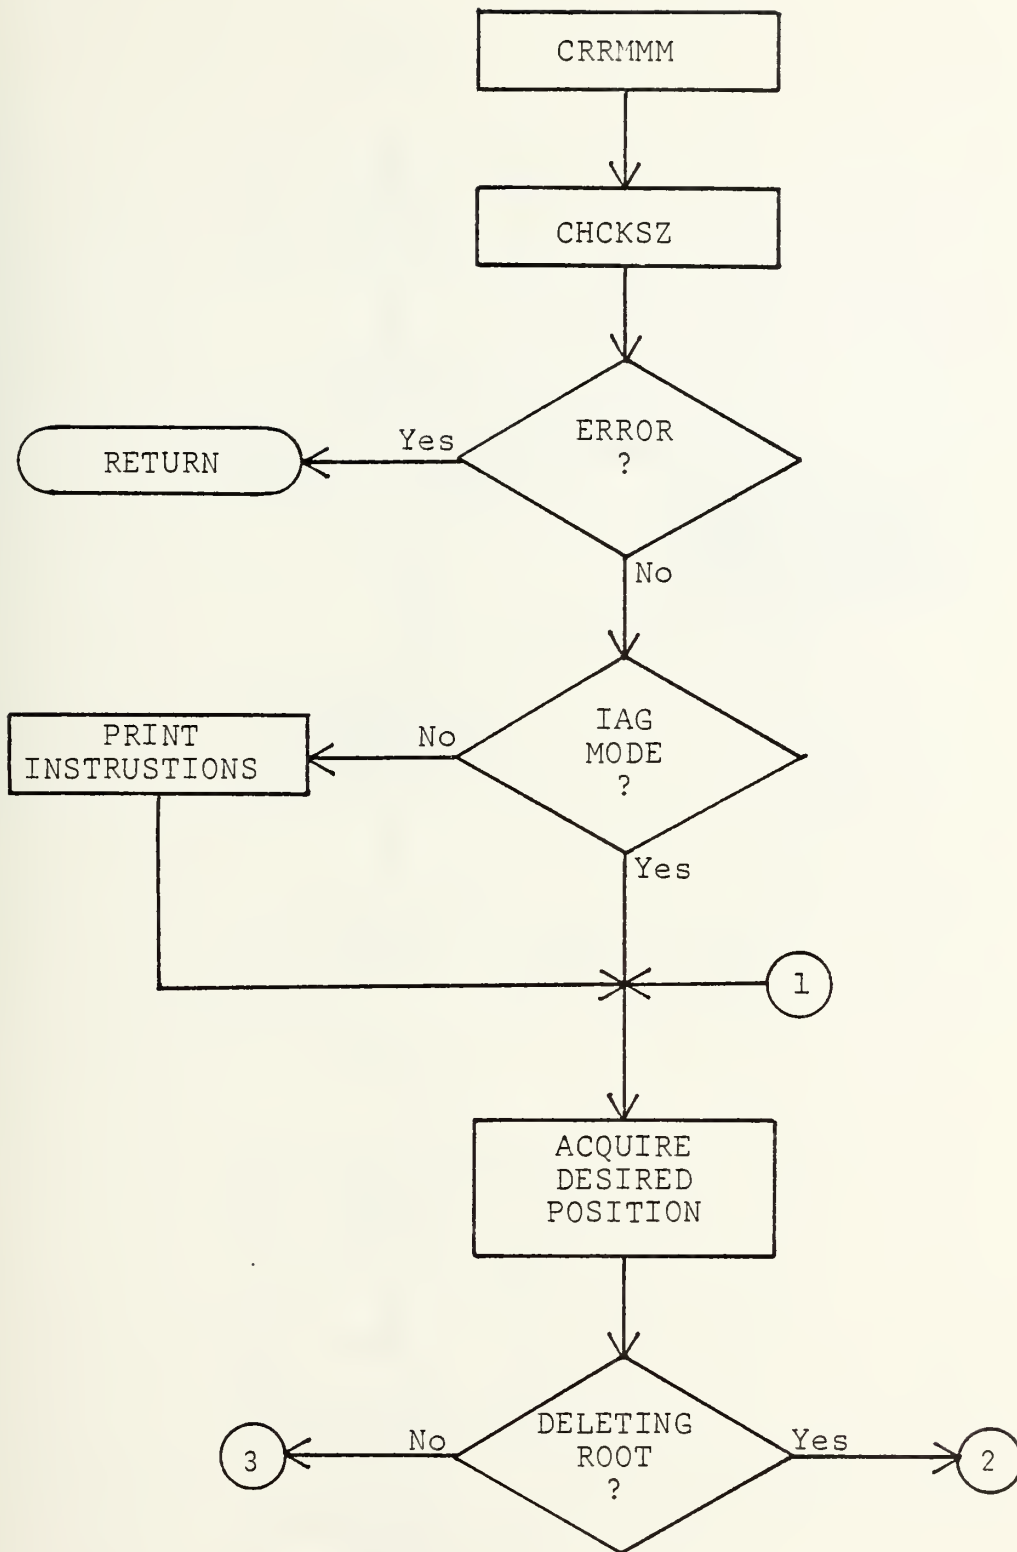 CRRMMM
CHCKSZ
ERROR
?
Yes
RETURN
No
IAG
MODE
?
No
PRINT
INSTRUSTIONS
Yes
1
ACQUIRE
DESIRED
POSITION
DELETING
ROOT
?
No
3
Yes
2